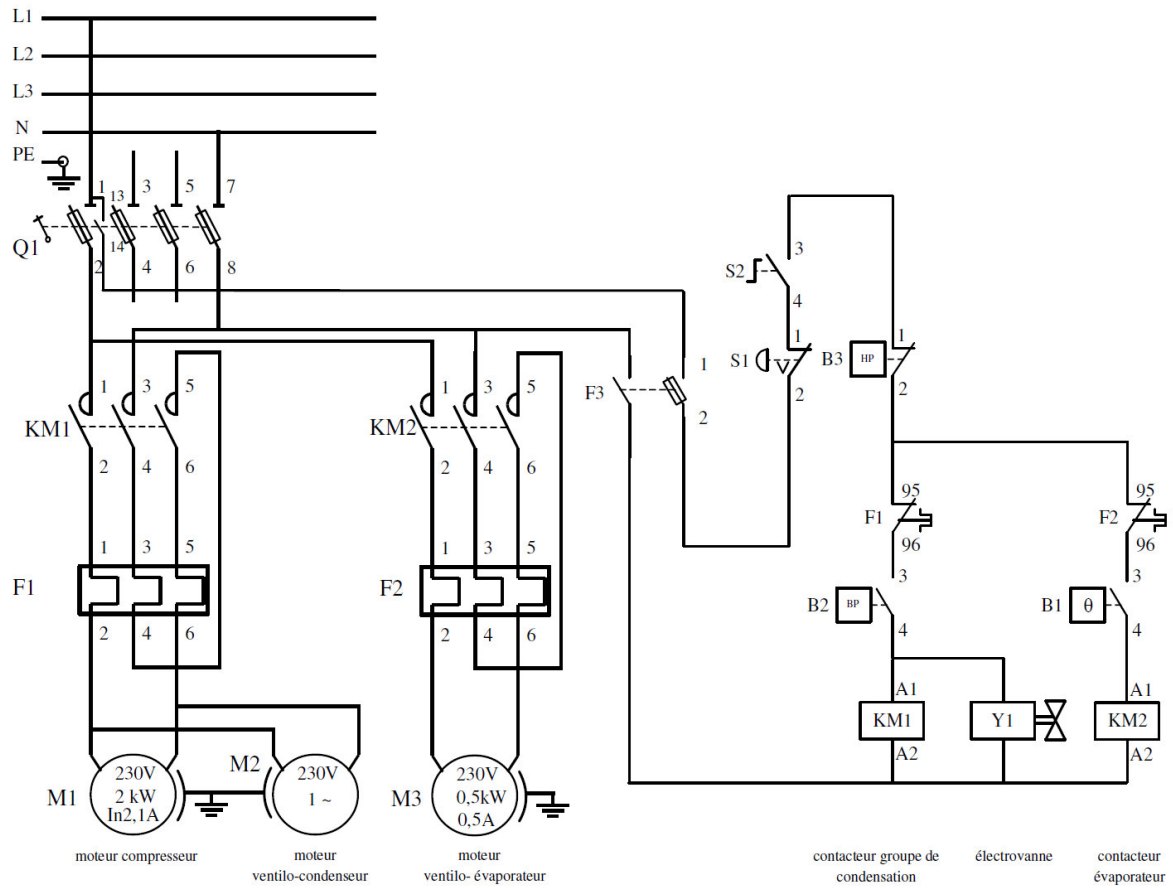 L1
L2
L3
N
PE
1 13 3 5 7
Q1
2 14 4 6 8
S2 3
4
S1 1
2
B3 HP 1
2
F3 1
2
KM1 1 3 5
2 4 6
KM2 1 3 5
2 4 6
F1 95
96
F2 95
96
F1 1 3 5
2 4 6
F2 1 3 5
2 4 6
B2 BP 3
4
B1 θ 3
4
A1 A1
KM1 Y1 KM2
A2 A2
M1
230V
2 kW
In2,1A
M2
230V
1 ~
M3
230V
0,5kW
0,5A
moteur compresseur
moteur
ventilo-condenseur
moteur
ventilo- évaporateur
contacteur groupe de
condensation
électrovanne
contacteur
évaporateur